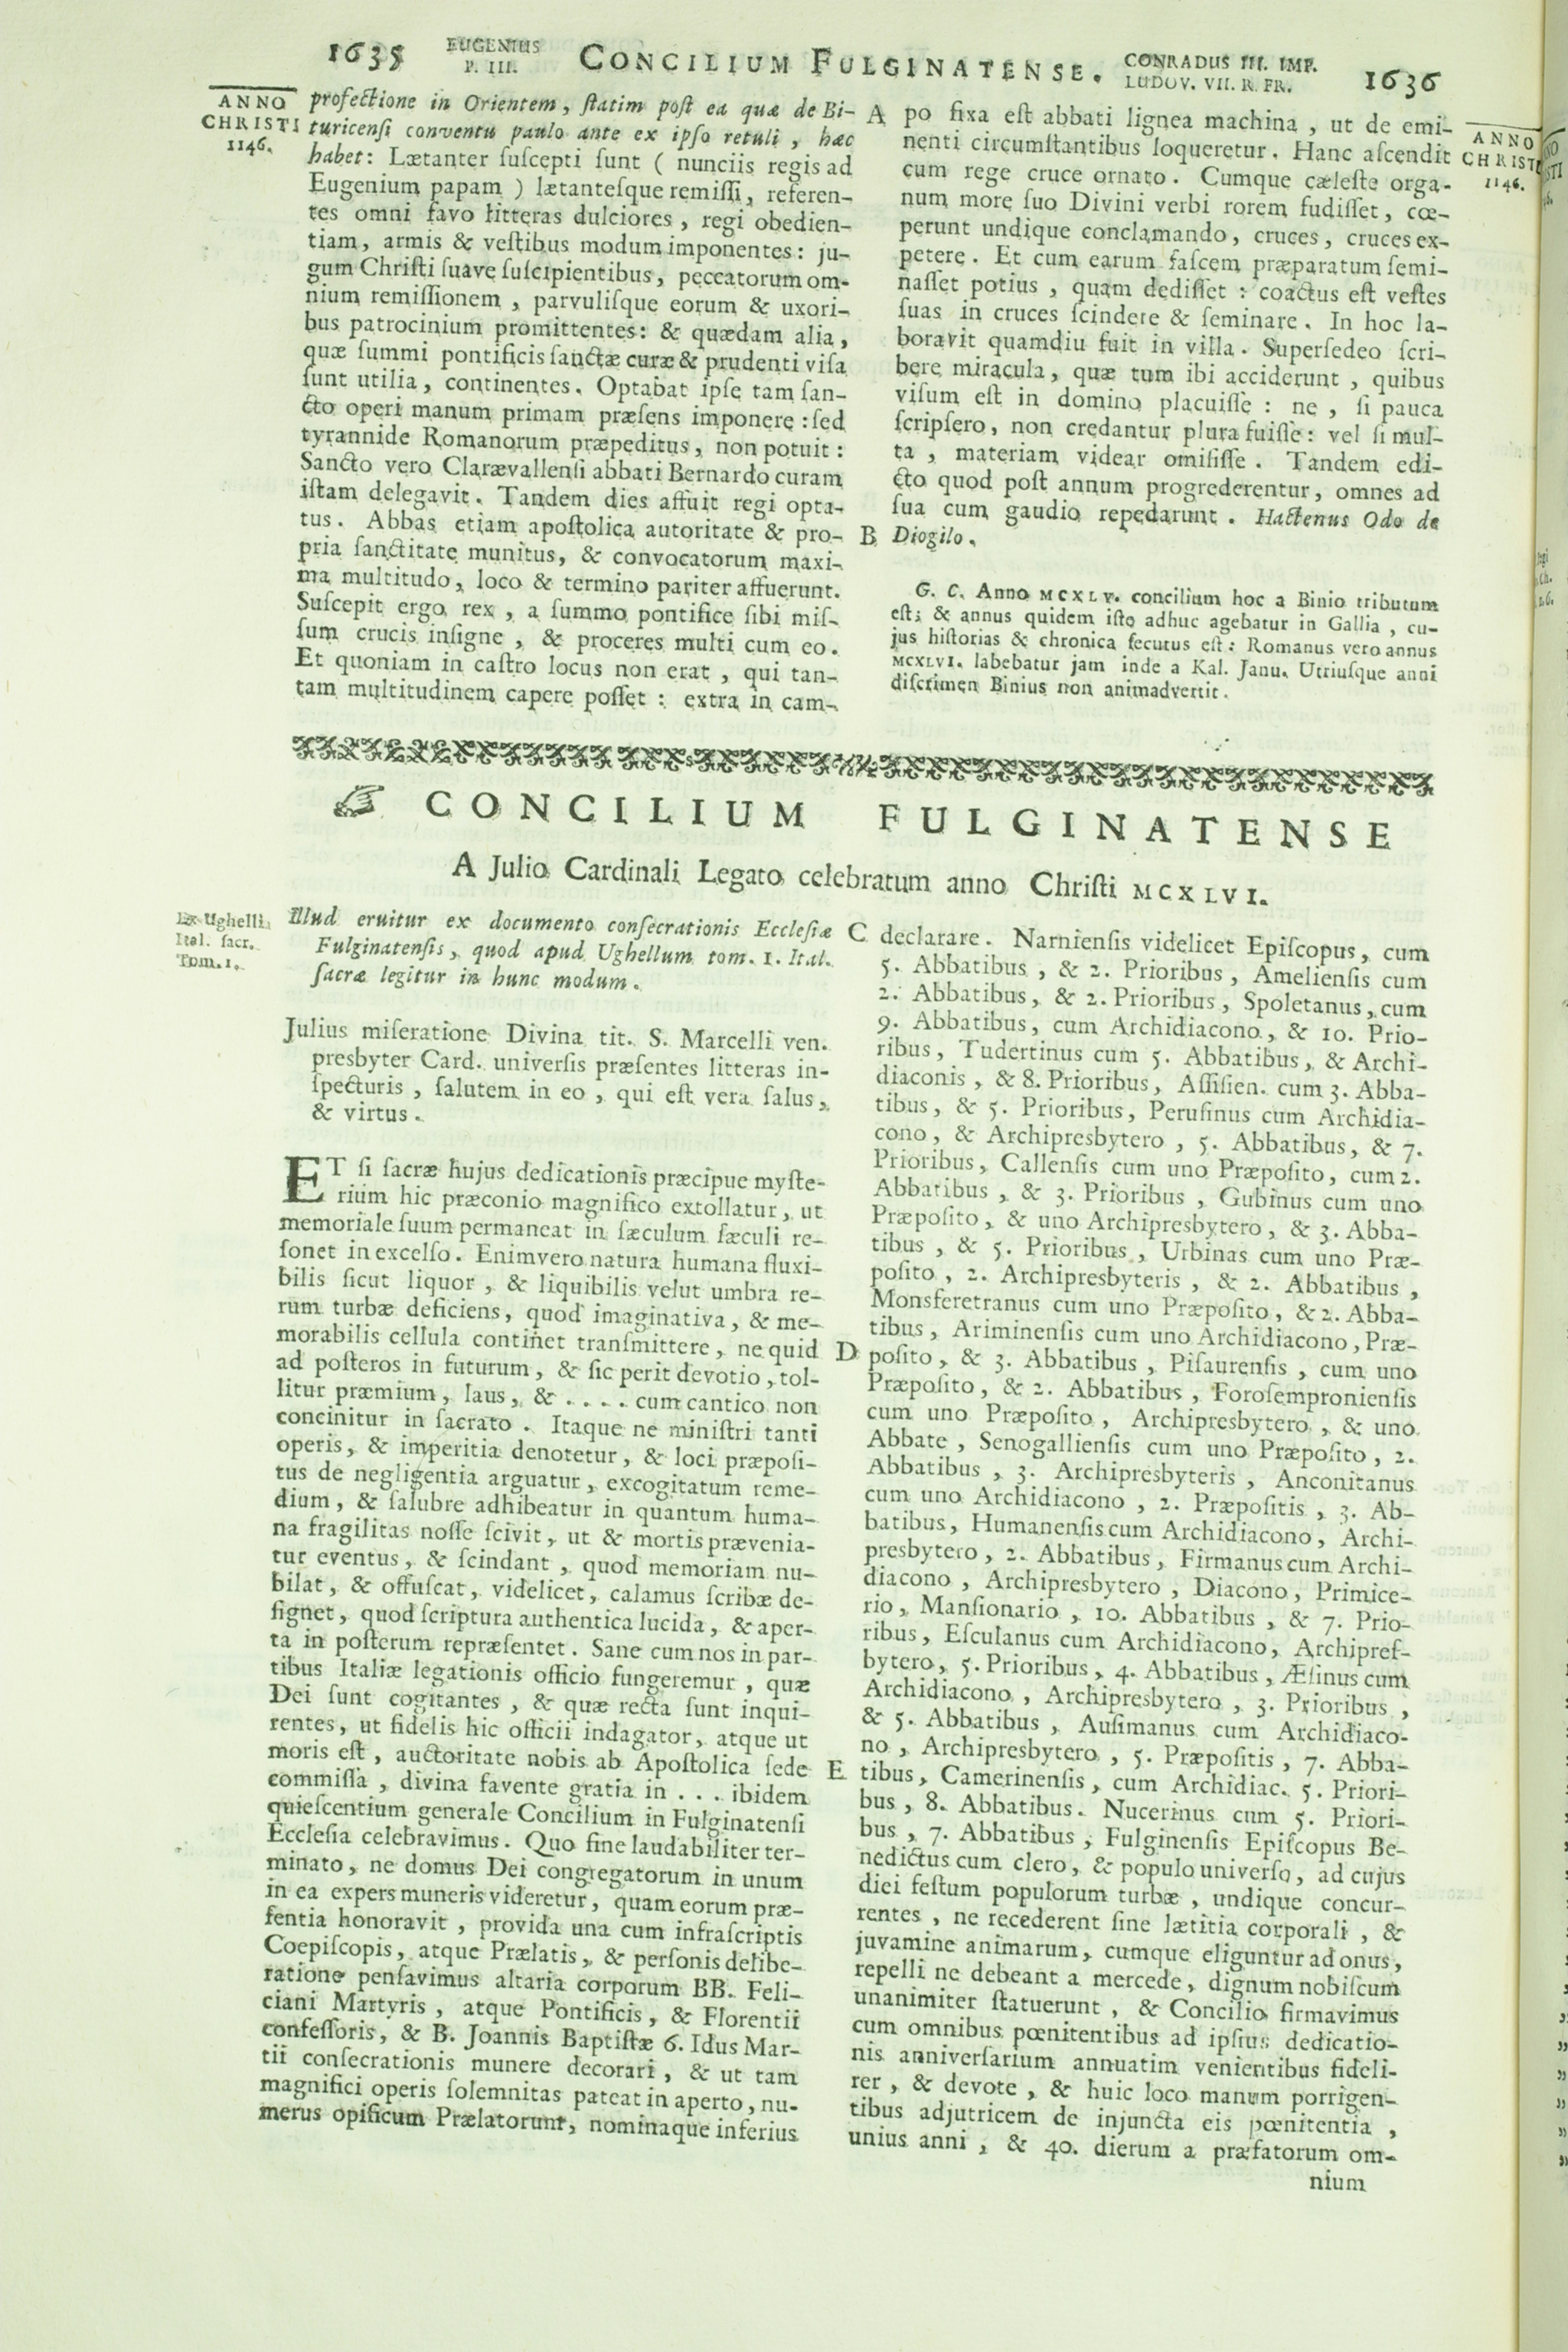 1635
EUGENIUS
P. III.
CONCILIUM FULGINATENSE.
CONRADUS III. IMP.
LUDOV. VII. R. FR.
1636
ANNO
CHRISTI
1146.
profectione in Orientem, ſtatim poſt ea quæ de Bi-
turicenſi conventu paulo ante ex ipſo retuli, hæc
habet: Lætanter ſuſcepti ſunt ( nunciis regis ad
Eugenium papam ) lætanteſque remiſſi, referen-
tes omni favo litteras dulciores, regi obedien-
tiam, armis & veſtibus modum imponentes: ju-
gum Chriſti ſuave ſuſcipientibus, peccatorum om-
nium remiſſionem, parvuliſque eorum & uxori-
bus patrocinium promittentes: & quædam alia,
quæ ſummi pontificis ſanctæ curæ & prudenti viſa
ſunt utilia, continentes. Optabat ipſe tam ſan-
cto operi manum primam præſens imponere: ſed
tyrannide Romanorum præpeditus, non potuit:
Sancto vero Clarævallenſi abbati Bernardo curam
iſtam delegavit. Tandem dies affuit regi opta-
tus. Abbas etiam apoſtolica autoritate & pro-
pria ſanctitate munitus, & convocatorum maxi-
ma multitudo, loco & termino pariter affuerunt.
Suſcepit ergo rex, a ſummo pontifice ſibi miſ-
ſum crucis inſigne, & proceres multi cum eo.
Et quoniam in caſtro locus non erat, qui tan-
tam multitudinem capere poſſet: extra in cam-
A
B
po fixa eſt abbati lignea machina, ut de emi-
nenti circumſtantibus loqueretur. Hanc aſcendit
cum rege cruce ornato. Cumque cæleſte orga-
num more ſuo Divini verbi rorem fudiſſet, cœ-
perunt undique conclamando, cruces, cruces ex-
petere. Et cum earum faſcem præparatum ſemi-
naſſet potius, quam dediſſet: coactus eſt veſtes
ſuas in cruces ſcindere & ſeminare. In hoc la-
boravit quamdiu fuit in villa. Superſedeo ſcri-
bere miracula, quæ tum ibi acciderunt, quibus
viſum eſt in domino placuiſſe: ne, ſi pauca
ſcripſero, non credantur plura fuiſſe: vel ſi mul-
ta, materiam videar omiſiſſe. Tandem edi-
cto quod poſt annum progrederentur, omnes ad
ſua cum gaudio repedarunt. Hactenus Odo de
Diogilo.
ANNO
CHRISTI
1146.
G. C. Anno MCXLV. concilium hoc a Binio tributum
eſt; & annus quidem iſto adhuc agebatur in Gallia, cu-
jus hiſtorias & chronica ſecutus eſt: Romanus vero annus
MCXLVI. labebatur jam inde a Kal. Janu. Utriuſque anni
diſcrimen Binius non animadvertit.
☞ CONCILIUM FULGINATENSE
A Julio Cardinali Legato celebratum anno Chriſti MCXLVI.
Ex Ughelli
Ital. ſacr.
Tom. 1.
Illud eruitur ex documento conſecrationis Eccleſiæ
Fulginatenſis, quod apud Ughellum tom. 1. Ital.
ſacræ legitur in hunc modum.
Julius miſeratione Divina tit. S. Marcelli ven.
presbyter Card. univerſis præſentes litteras in-
ſpecturis, ſalutem in eo, qui eſt vera ſalus,
& virtus.
ET ſi ſacræ hujus dedicationis præcipue myſte-
rium hic præconio magnifico extollatur, ut
memoriale ſuum permaneat in ſæculum ſæculi re-
ſonet in excelſo. Enimvero natura humana fluxi-
bilis ſicut liquor, & liquibilis velut umbra re-
rum turbæ deficiens, quod imaginativa, & me-
morabilis cellula continet tranſmittere, ne quid
ad poſteros in futurum, & ſic perit devotio, tol-
litur præmium, laus, & . . . . cum cantico non
concinitur in ſacrato. Itaque ne miniſtri tanti
operis, & imperitia denotetur, & loci præpoſi-
tus de negligentia arguatur, excogitatum reme-
dium, & ſalubre adhibeatur in quantum huma-
na fragilitas noſſe ſcivit, ut & mortis prævenia-
tur eventus, & ſcindant, quod memoriam nu-
bilat, & offuſcat, videlicet, calamus ſcribæ de-
ſignet, quod ſcriptura authentica lucida, & aper-
ta in poſterum repræſentet. Sane cum nos in par-
tibus Italiæ legationis officio fungeremur, quæ
Dei ſunt cogitantes, & quæ recta ſunt inqui-
rentes, ut fidelis hic officii indagator, atque ut
moris eſt, auctoritate nobis ab Apoſtolica ſede
commiſſa, divina favente gratia in . . . ibidem
quieſcentium generale Concilium in Fulginatenſi
Eccleſia celebravimus. Quo fine laudabiliter ter-
minato, ne domus Dei congregatorum in unum
in ea expers muneris videretur, quam eorum præ-
ſentia honoravit, provida una cum infraſcriptis
Coepiſcopis, atque Prælatis, & perſonis delibe-
ratione penſavimus altaria corporum BB. Feli-
ciani Martyris, atque Pontificis, & Florentii
confeſſoris, & B. Joannis Baptiſtæ 6. Idus Mar-
tii conſecrationis munere decorari, & ut tam
magnifici operis ſolemnitas pateat in aperto, nu-
merus opificum Prælatorum, nominaque inferius
C
D
E
declarare. Narnienſis videlicet Epiſcopus, cum
5. Abbatibus, & 2. Prioribus, Amelienſis cum
2. Abbatibus, & 2. Prioribus, Spoletanus, cum
9. Abbatibus, cum Archidiacono, & 10. Prio-
ribus, Tudertinus cum 5. Abbatibus, & Archi-
diaconis, & 8. Prioribus, Aſſiſien. cum 3. Abba-
tibus, & 5. Prioribus, Peruſinus cum Archidia-
cono, & Archipresbytero, 5. Abbatibus, & 7.
Prioribus, Callenſis cum uno Præpoſito, cum 2.
Abbatibus, & 3. Prioribus, Gubinus cum uno
Præpoſito, & uno Archipresbytero, & 3. Abba-
tibus, & 5. Prioribus, Urbinas cum uno Præ-
poſito, 2. Archipresbyteris, & 2. Abbatibus,
Monsferetranus cum uno Præpoſito, & 2. Abba-
tibus, Ariminenſis cum uno Archidiacono, Præ-
poſito, & 3. Abbatibus, Piſaurenſis, cum uno
Præpoſito, & 2. Abbatibus, Foroſempronienſis
cum uno Præpoſito, Archipresbytero, & uno
Abbate, Senogallienſis cum uno Præpoſito, 2.
Abbatibus, 3. Archipresbyteris, Anconitanus
cum uno Archidiacono, 2. Præpoſitis, 3. Ab-
batibus, Humanenſis cum Archidiacono, Archi-
presbytero, 2. Abbatibus, Firmanus cum Archi-
diacono, Archipresbytero, Diacono, Primice-
rio, Manſionario, 10. Abbatibus, & 7. Prio-
ribus, Eſculanus cum Archidiacono, Archipreſ-
bytero, 5. Prioribus, 4. Abbatibus, Æſinus cum
Archidiacono, Archipresbytero, 3. Prioribus,
& 5. Abbatibus, Auſimanus cum Archidiaco-
no, Archipresbytero, 5. Præpoſitis, 7. Abba-
tibus, Camerinenſis, cum Archidiac. 5. Priori-
bus, 8. Abbatibus. Nucerinus cum 5. Priori-
bus, 7. Abbatibus, Fulginenſis Epiſcopus Be-
nedictus cum clero, & populo univerſo, ad cujus
diei feſtum populorum turbæ, undique concur-
rentes, ne recederent ſine lætitia corporali, &
juvamine animarum, cumque eliguntur ad onus,
repelli ne debeant a mercede, dignum nobiſcum
unanimiter ſtatuerunt, & Concilio firmavimus
cum omnibus pœnitentibus ad ipſius dedicatio-
nis anniverſarium annuatim venientibus fideli-
rer, & devote, & huic loco manum porrigen-
tibus adjutricem de injuncta eis pœnitentia,
unius anni, & 40. dierum a præfatorum om-
nium